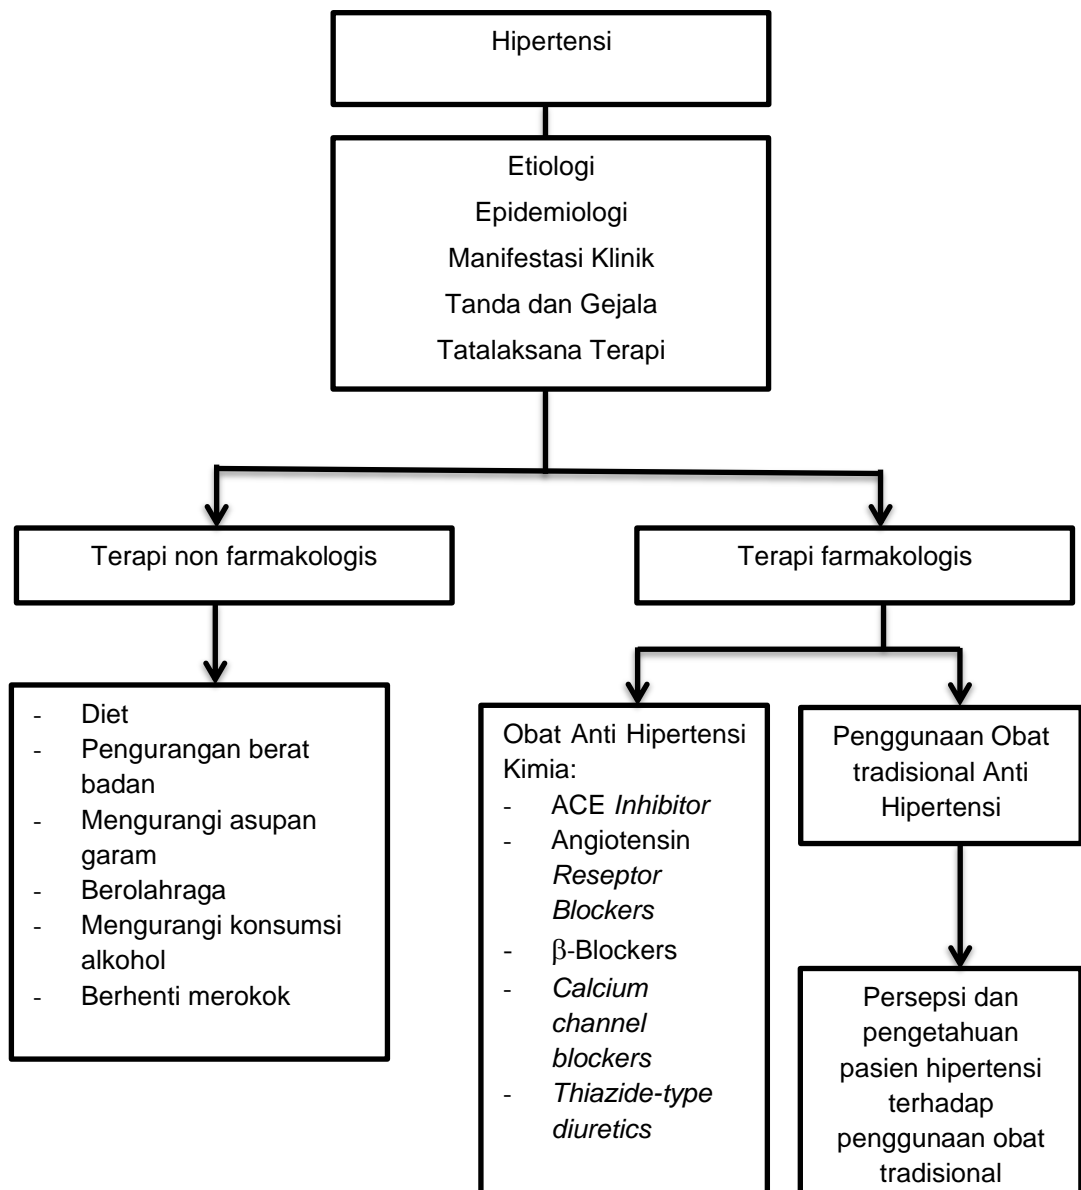 Hipertensi
Etiologi
Epidemiologi
Manifestasi Klinik
Tanda dan Gejala
Tatalaksana Terapi
Terapi non farmakologis
Terapi farmakologis
- Diet
- Pengurangan berat
badan
- Mengurangi asupan
garam
- Berolahraga
- Mengurangi konsumsi
alkohol
- Berhenti merokok
Obat Anti Hipertensi
Kimia:
- ACE Inhibitor
- Angiotensin
Reseptor
Blockers
- β-Blockers
- Calcium
channel
blockers
- Thiazide-type
diuretics
Penggunaan Obat
tradisional Anti
Hipertensi
Persepsi dan
pengetahuan
pasien hipertensi
terhadap
penggunaan obat
tradisional